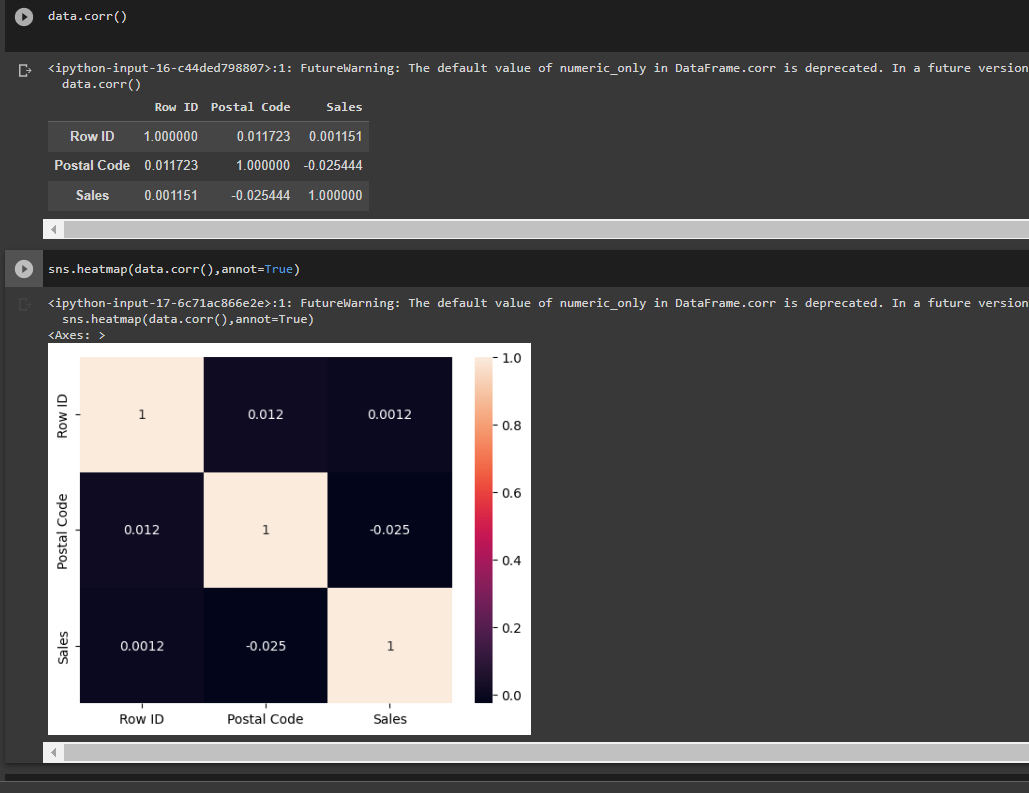 data.corr()
<ipython-input-16-c44ded798807>:1: FutureWarning: The default value of numeric_only in DataFrame.corr is deprecated. In a future version
data.corr()
Row ID Postal Code Sales
Row ID 1.000000 0.011723 0.001151
Postal Code 0.011723 1.000000 -0.025444
Sales 0.001151 -0.025444 1.000000
sns.heatmap(data.corr(),annot=True)
<ipython-input-17-6c71ac866e2e>:1: FutureWarning: The default value of numeric_only in DataFrame.corr is deprecated. In a future version
sns.heatmap(data.corr(),annot=True)
<Axes: >
Row ID 1 0.012 0.0012
Postal Code 0.012 1 -0.025
Sales 0.0012 -0.025 1
Row ID Postal Code Sales
1.0
0.8
0.6
0.4
0.2
0.0